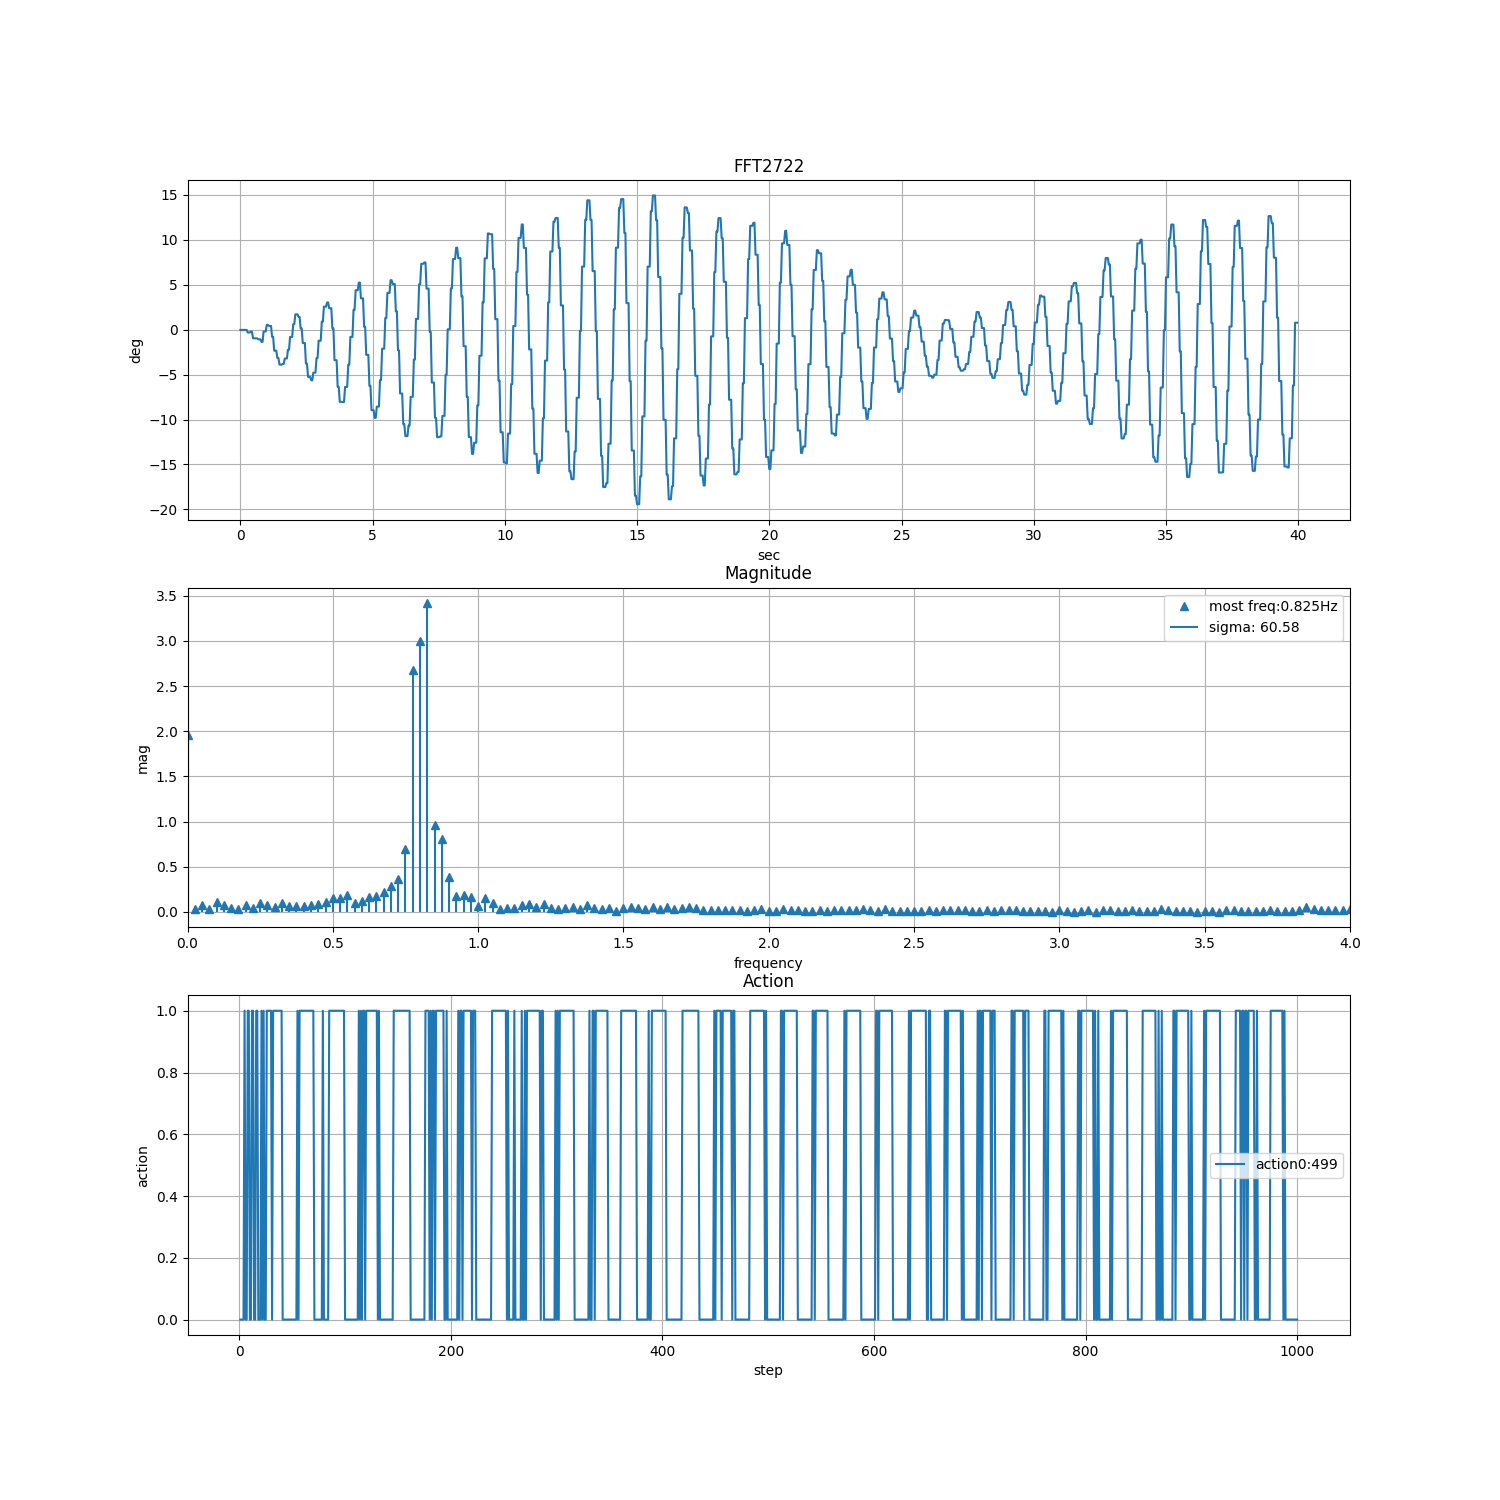 FFT2722
15
10
5
0
−5
−10
−15
−20
deg
0 5 10 15 20 25 30 35 40
sec
Magnitude
3.5
3.0
2.5
2.0
1.5
1.0
0.5
0.0
mag
most freq:0.825Hz
sigma: 60.58
0.0 0.5 1.0 1.5 2.0 2.5 3.0 3.5 4.0
frequency
Action
1.0
0.8
0.6
0.4
0.2
0.0
action
action0:499
0 200 400 600 800 1000
step